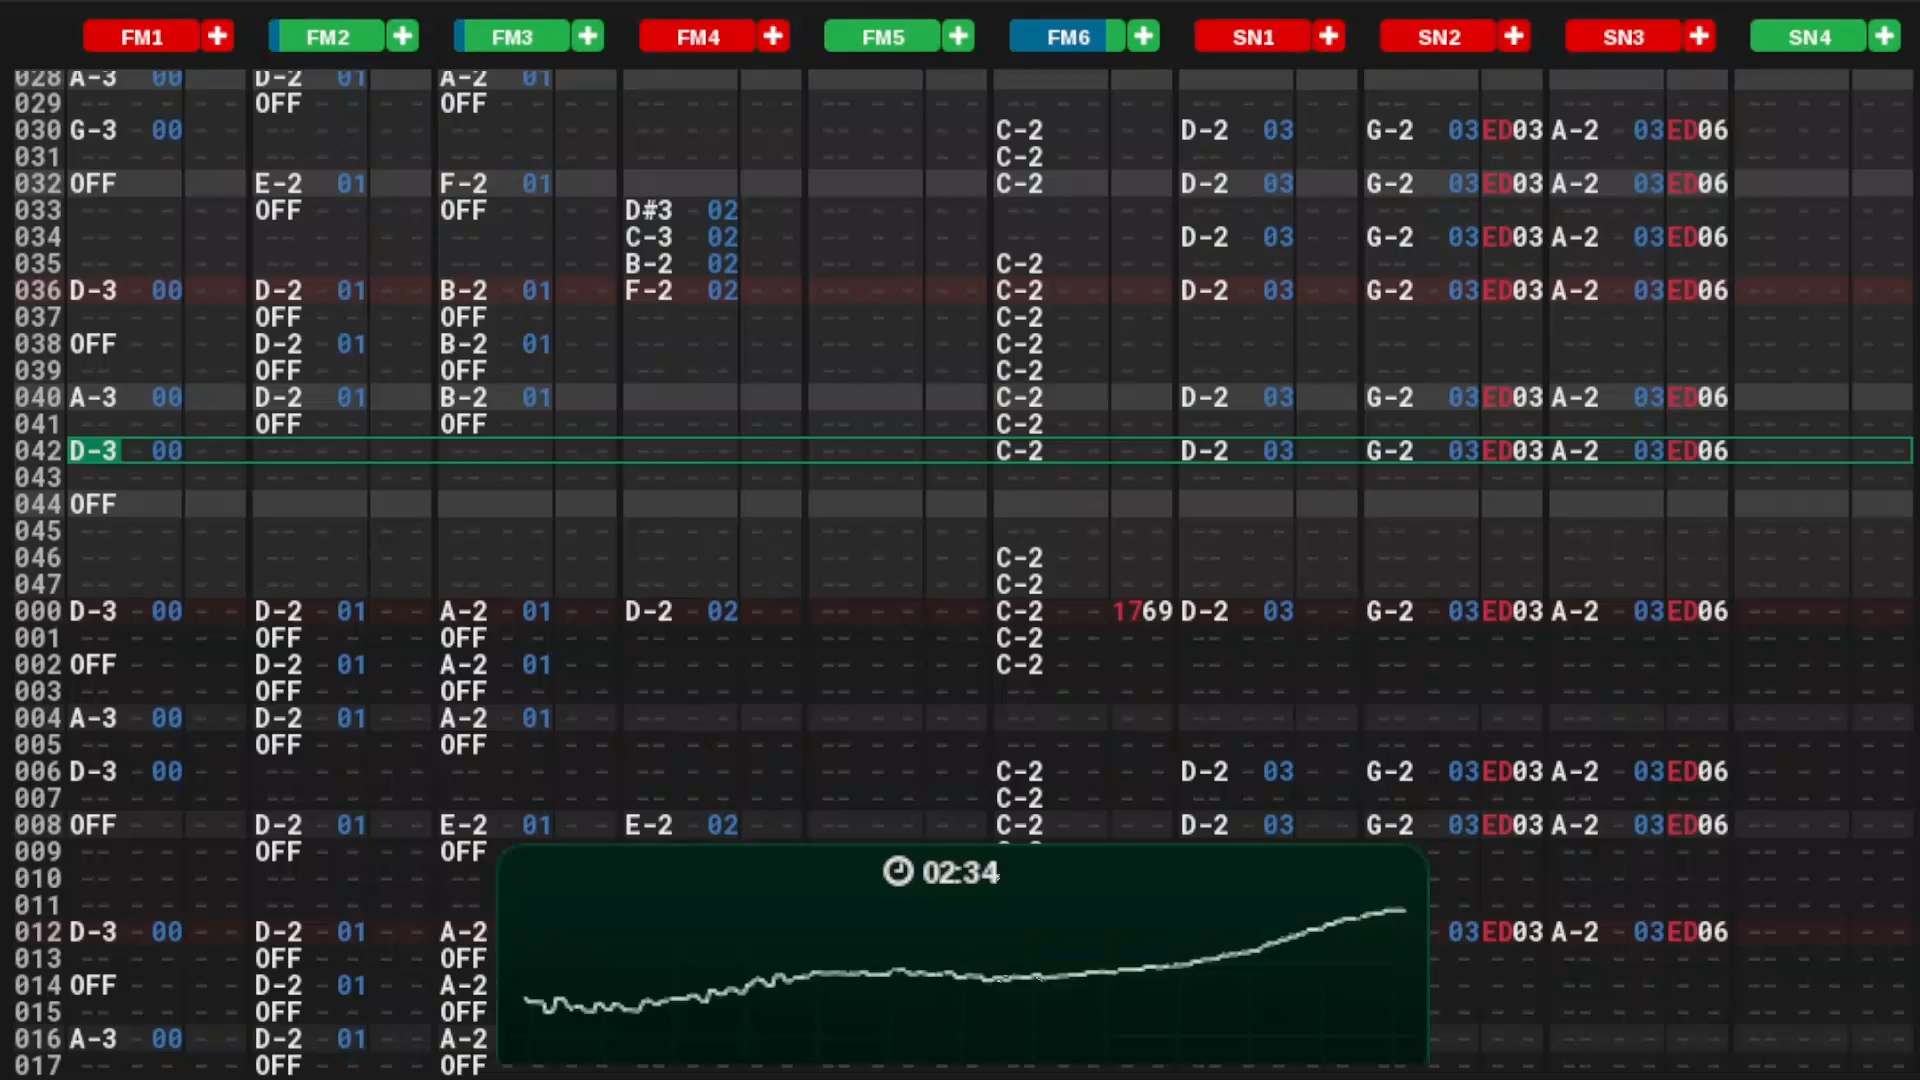 FM1 FM2 FM3 FM4 FM5 FM6 SN1 SN2 SN3 SN4
028 A-3 00 D-2 01 A-2 01
029 OFF OFF
030 G-3 00 C-2 D-2 03 G-2 03ED03 A-2 03ED06
031 C-2
032 OFF E-2 01 F-2 01 C-2 D-2 03 G-2 03ED03 A-2 03ED06
033 OFF OFF D#3 02
034 C-3 02 D-2 03 G-2 03ED03 A-2 03ED06
035 B-2 02 C-2
036 D-3 00 D-2 01 B-2 01 F-2 02 C-2 D-2 03 G-2 03ED03 A-2 03ED06
037 OFF OFF C-2
038 OFF D-2 01 B-2 01 C-2
039 OFF OFF C-2
040 A-3 00 D-2 01 B-2 01 C-2 D-2 03 G-2 03ED03 A-2 03ED06
041 OFF OFF C-2
042 D-3 00 C-2 D-2 03 G-2 03ED03 A-2 03ED06
043
044 OFF
045
046 C-2
047 C-2
000 D-3 00 D-2 01 A-2 01 D-2 02 C-2 1769 D-2 03 G-2 03ED03 A-2 03ED06
001 OFF OFF C-2
002 OFF D-2 01 A-2 01 C-2
003 OFF OFF
004 A-3 00 D-2 01 A-2 01
005 OFF OFF
006 D-3 00 C-2 D-2 03 G-2 03ED03 A-2 03ED06
007 C-2
008 OFF D-2 01 E-2 01 E-2 02 C-2 D-2 03 G-2 03ED03 A-2 03ED06
009 OFF OFF
02:34
010
011
012 D-3 00 D-2 01 A-2 03ED03 A-2 03ED06
013 OFF OFF
014 OFF D-2 01 A-2
015 OFF OFF
016 A-3 00 D-2 01 A-2
017 OFF OFF